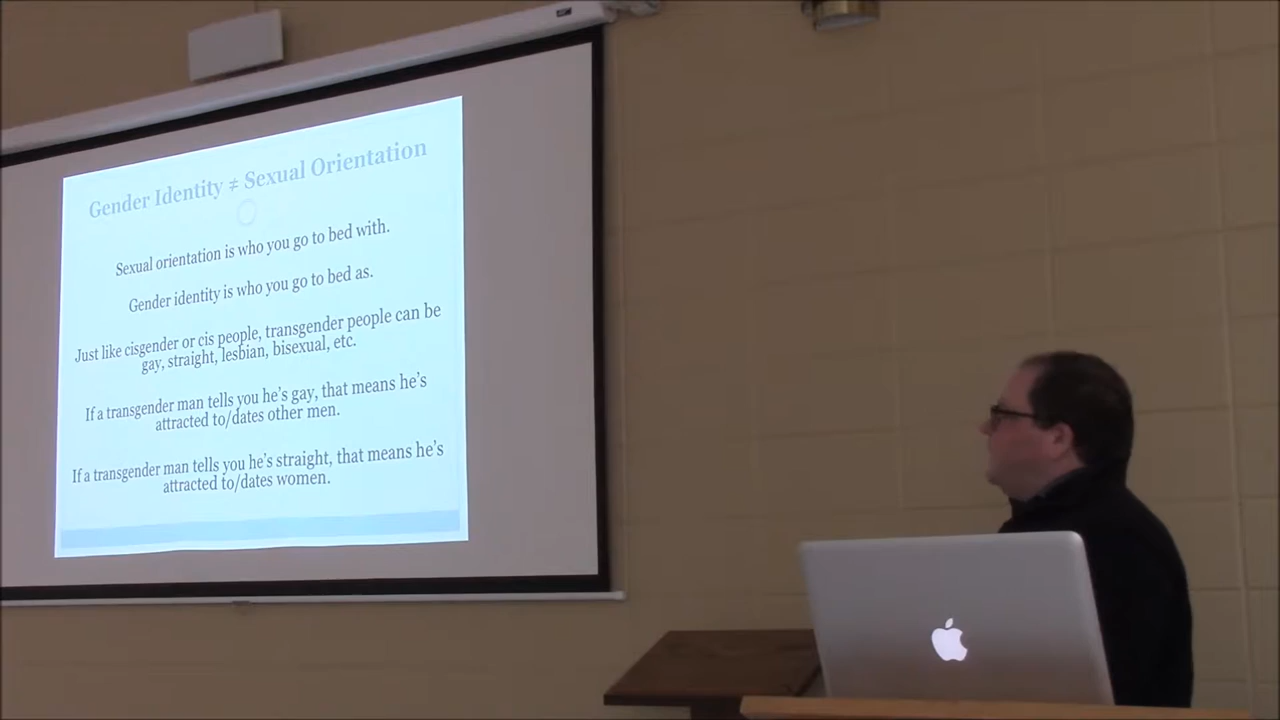 Gender Identity ≠ Sexual Orientation
Sexual orientation is who you go to bed with.
Gender identity is who you go to bed as.
Just like cisgender or cis people, transgender people can be
gay, straight, lesbian, bisexual, etc.
If a transgender man tells you he's gay, that means he's
attracted to/dates other men.
If a transgender man tells you he's straight, that means he's
attracted to/dates women.